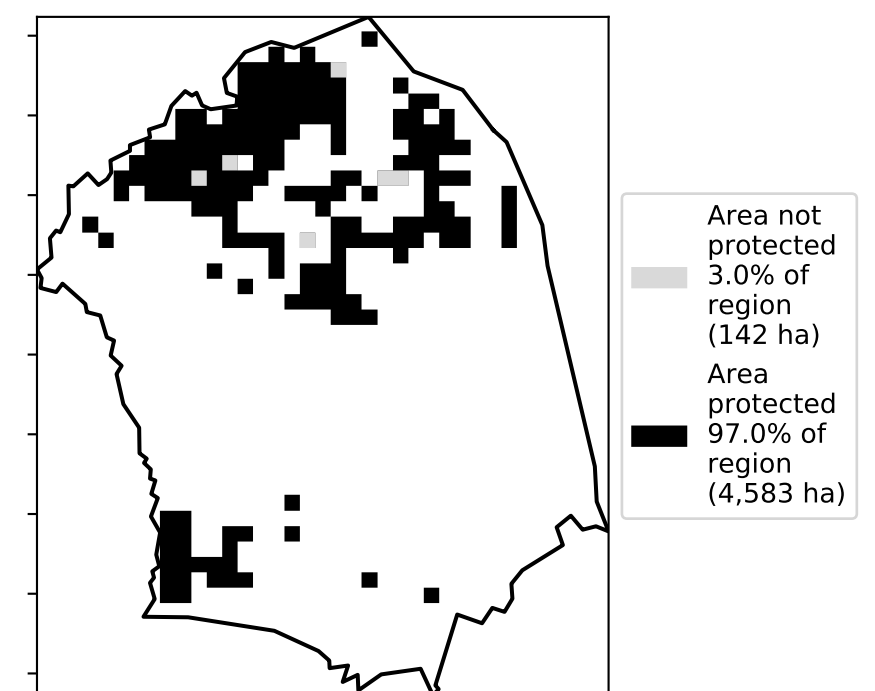 Area not
protected
3.0% of
region
(142 ha)
Area
protected
97.0% of
region
(4,583 ha)